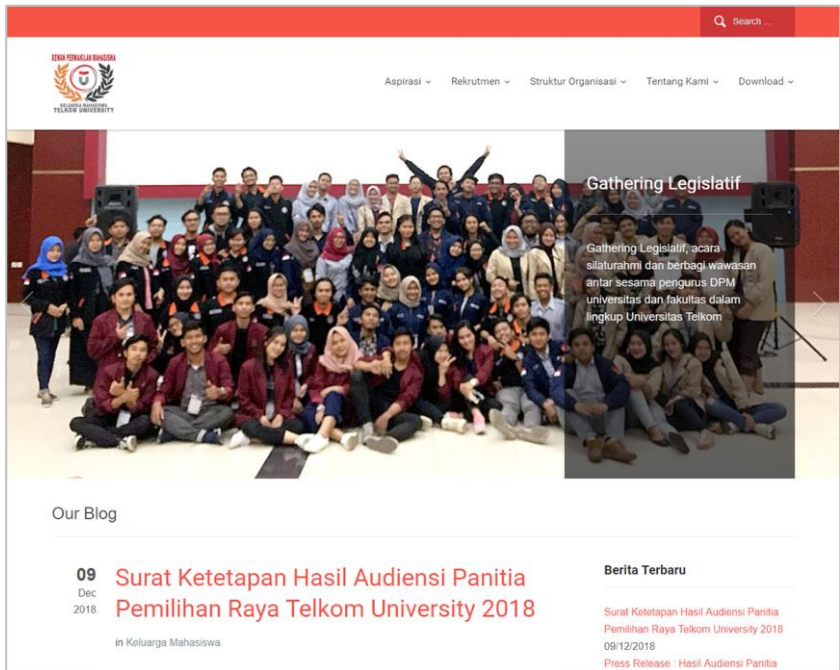 Search ...
DEWAN PERWAKILAN MAHASISWA
KELUARGA MAHASISWA
TELKOM UNIVERSITY
Aspirasi
Rekrutmen
Struktur Organisasi
Tentang Kami
Download
Gathering Legislatif
Gathering Legislatif, acara
silaturahmi dan berbagi wawasan
antar sesama pengurus DPM
universitas dan fakultas dalam
lingkup Universitas Telkom
Our Blog
09
Dec
2018
Surat Ketetapan Hasil Audiensi Panitia
Pemilihan Raya Telkom University 2018
in Keluarga Mahasiswa
Berita Terbaru
Surat Ketetapan Hasil Audiensi Panitia
Pemilihan Raya Telkom University 2018
09/12/2018
Press Release : Hasil Audiensi Panitia